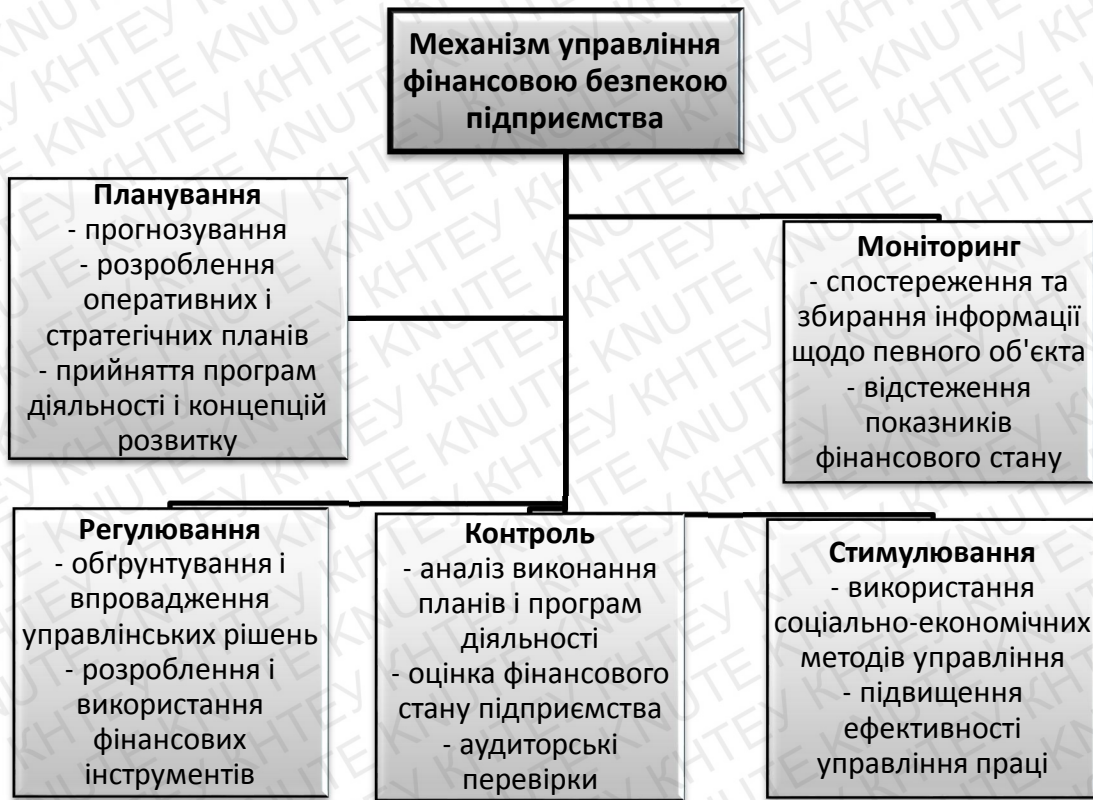 Механізм управління
фінансовою безпекою
підприємства
Планування
- прогнозування
- розроблення
оперативних і
стратегічних планів
- прийняття програм
діяльності і концепцій
розвитку
Моніторинг
- спостереження та
збирання інформації
щодо певного об'єкта
- відстеження
показників
фінансового стану
Регулювання
- обґрунтування і
впровадження
управлінських рішень
- розроблення і
використання
фінансових
інструментів
Контроль
- аналіз виконання
планів і програм
діяльності
- оцінка фінансового
стану підприємства
- аудиторські
перевірки
Стимулювання
- використання
соціально-економічних
методів управління
- підвищення
ефективності
управління праці
KNUTE КНТЕУ